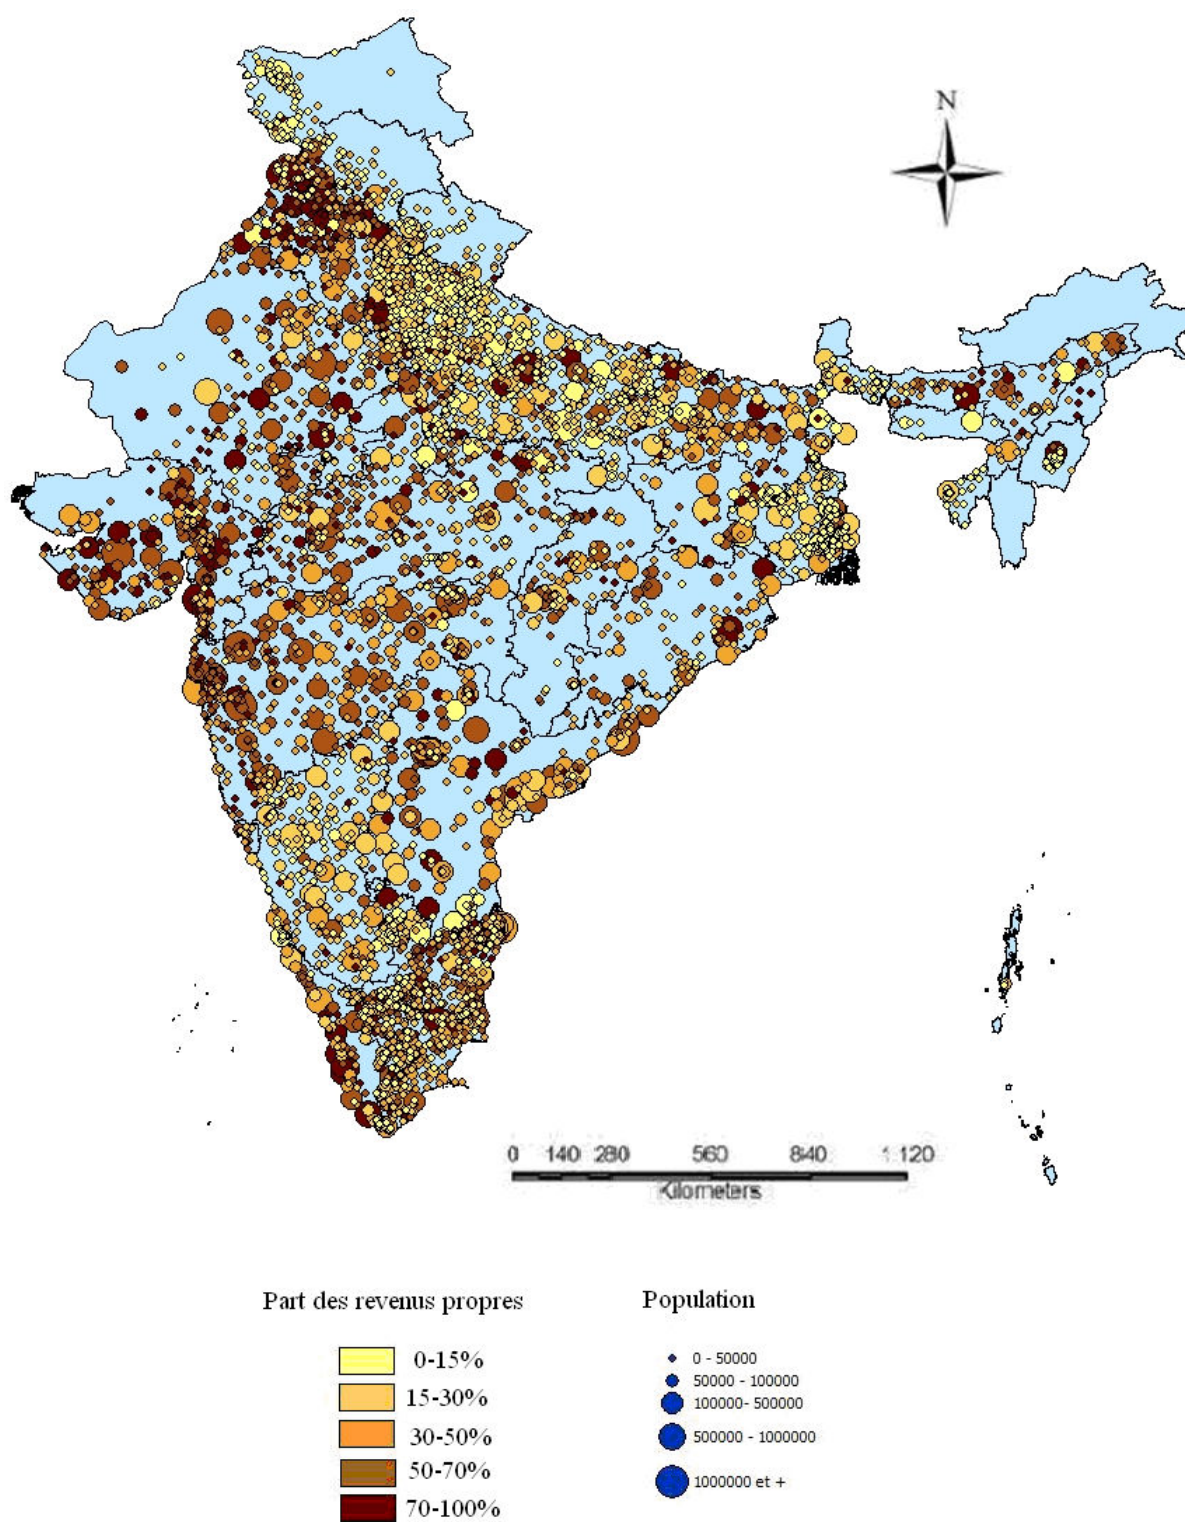 N
0 140 280 560 840 1 120
Kilometers
Part des revenus propres
0-15%
15-30%
30-50%
50-70%
70-100%
Population
0 - 50000
50000 - 100000
100000- 500000
500000 - 1000000
1000000 et +